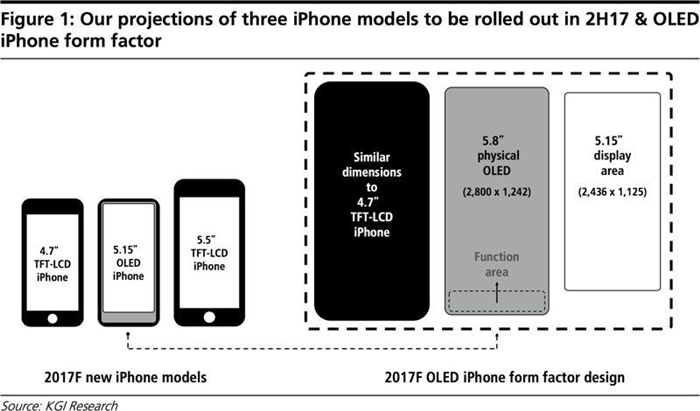 Figure 1: Our projections of three iPhone models to be rolled out in 2H17 & OLED
iPhone form factor
4.7"
TFT-LCD
iPhone
5.15"
OLED
iPhone
5.5"
TFT-LCD
iPhone
Similar
dimensions
to
4.7"
TFT-LCD
iPhone
5.8"
physical
OLED
(2,800 x 1,242)
Function
area
5.15"
display
area
(2,436 x 1,125)
2017F new iPhone models
2017F OLED iPhone form factor design
Source: KGI Research